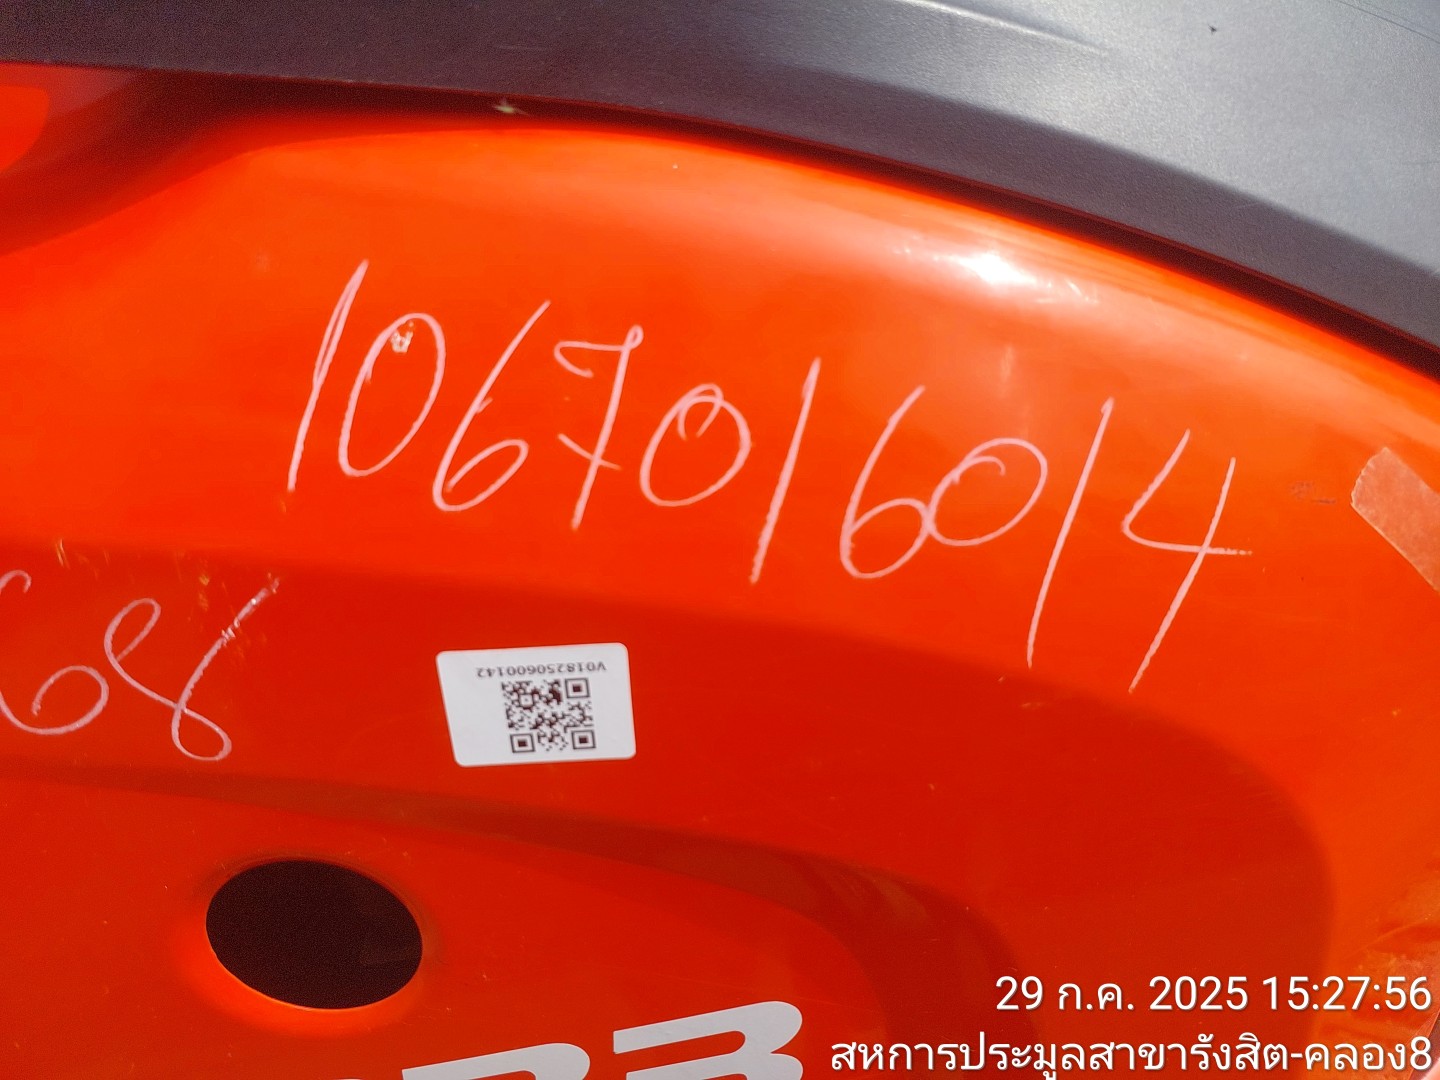 1067016014
68
V0182506000142
29 ก.ค. 2025 15:27:56
สหการประมูลสาขารังสิต-คลอง8